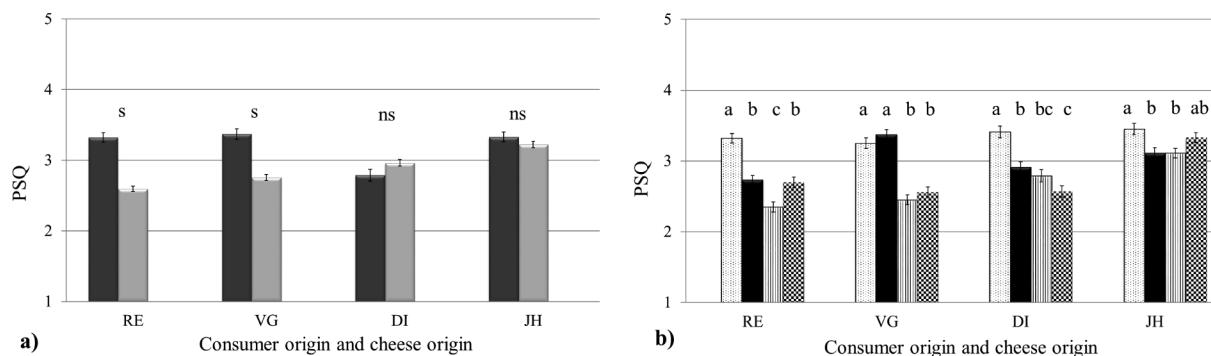 5
4
3
2
1
PSQ
s
s
ns
ns
RE
VG
DI
JH
Consumer origin and cheese origin
a)
5
4
3
2
1
PSQ
a b c b
a a b b
a b bc c
a b b ab
RE
VG
DI
JH
Consumer origin and cheese origin
b)